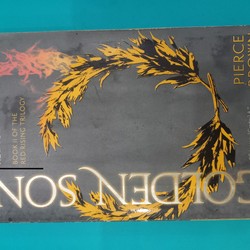 BOOK II OF THE
RED RISING TRILOGY
GOLDEN SON
PIERCE